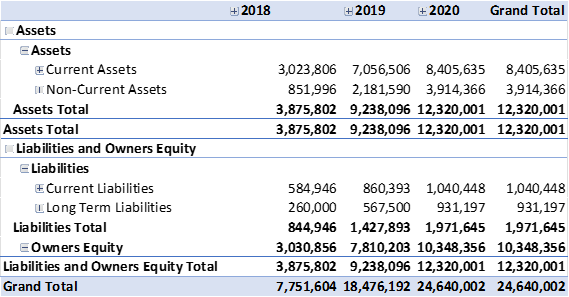 2018 2019 2020 Grand Total
Assets
Assets
Current Assets 3,023,806 7,056,506 8,405,635 8,405,635
Non-Current Assets 851,996 2,181,590 3,914,366 3,914,366
Assets Total 3,875,802 9,238,096 12,320,001 12,320,001
Assets Total 3,875,802 9,238,096 12,320,001 12,320,001
Liabilities and Owners Equity
Liabilities
Current Liabilities 584,946 860,393 1,040,448 1,040,448
Long Term Liabilities 260,000 567,500 931,197 931,197
Liabilities Total 844,946 1,427,893 1,971,645 1,971,645
Owners Equity 3,030,856 7,810,203 10,348,356 10,348,356
Liabilities and Owners Equity Total 3,875,802 9,238,096 12,320,001 12,320,001
Grand Total 7,751,604 18,476,192 24,640,002 24,640,002